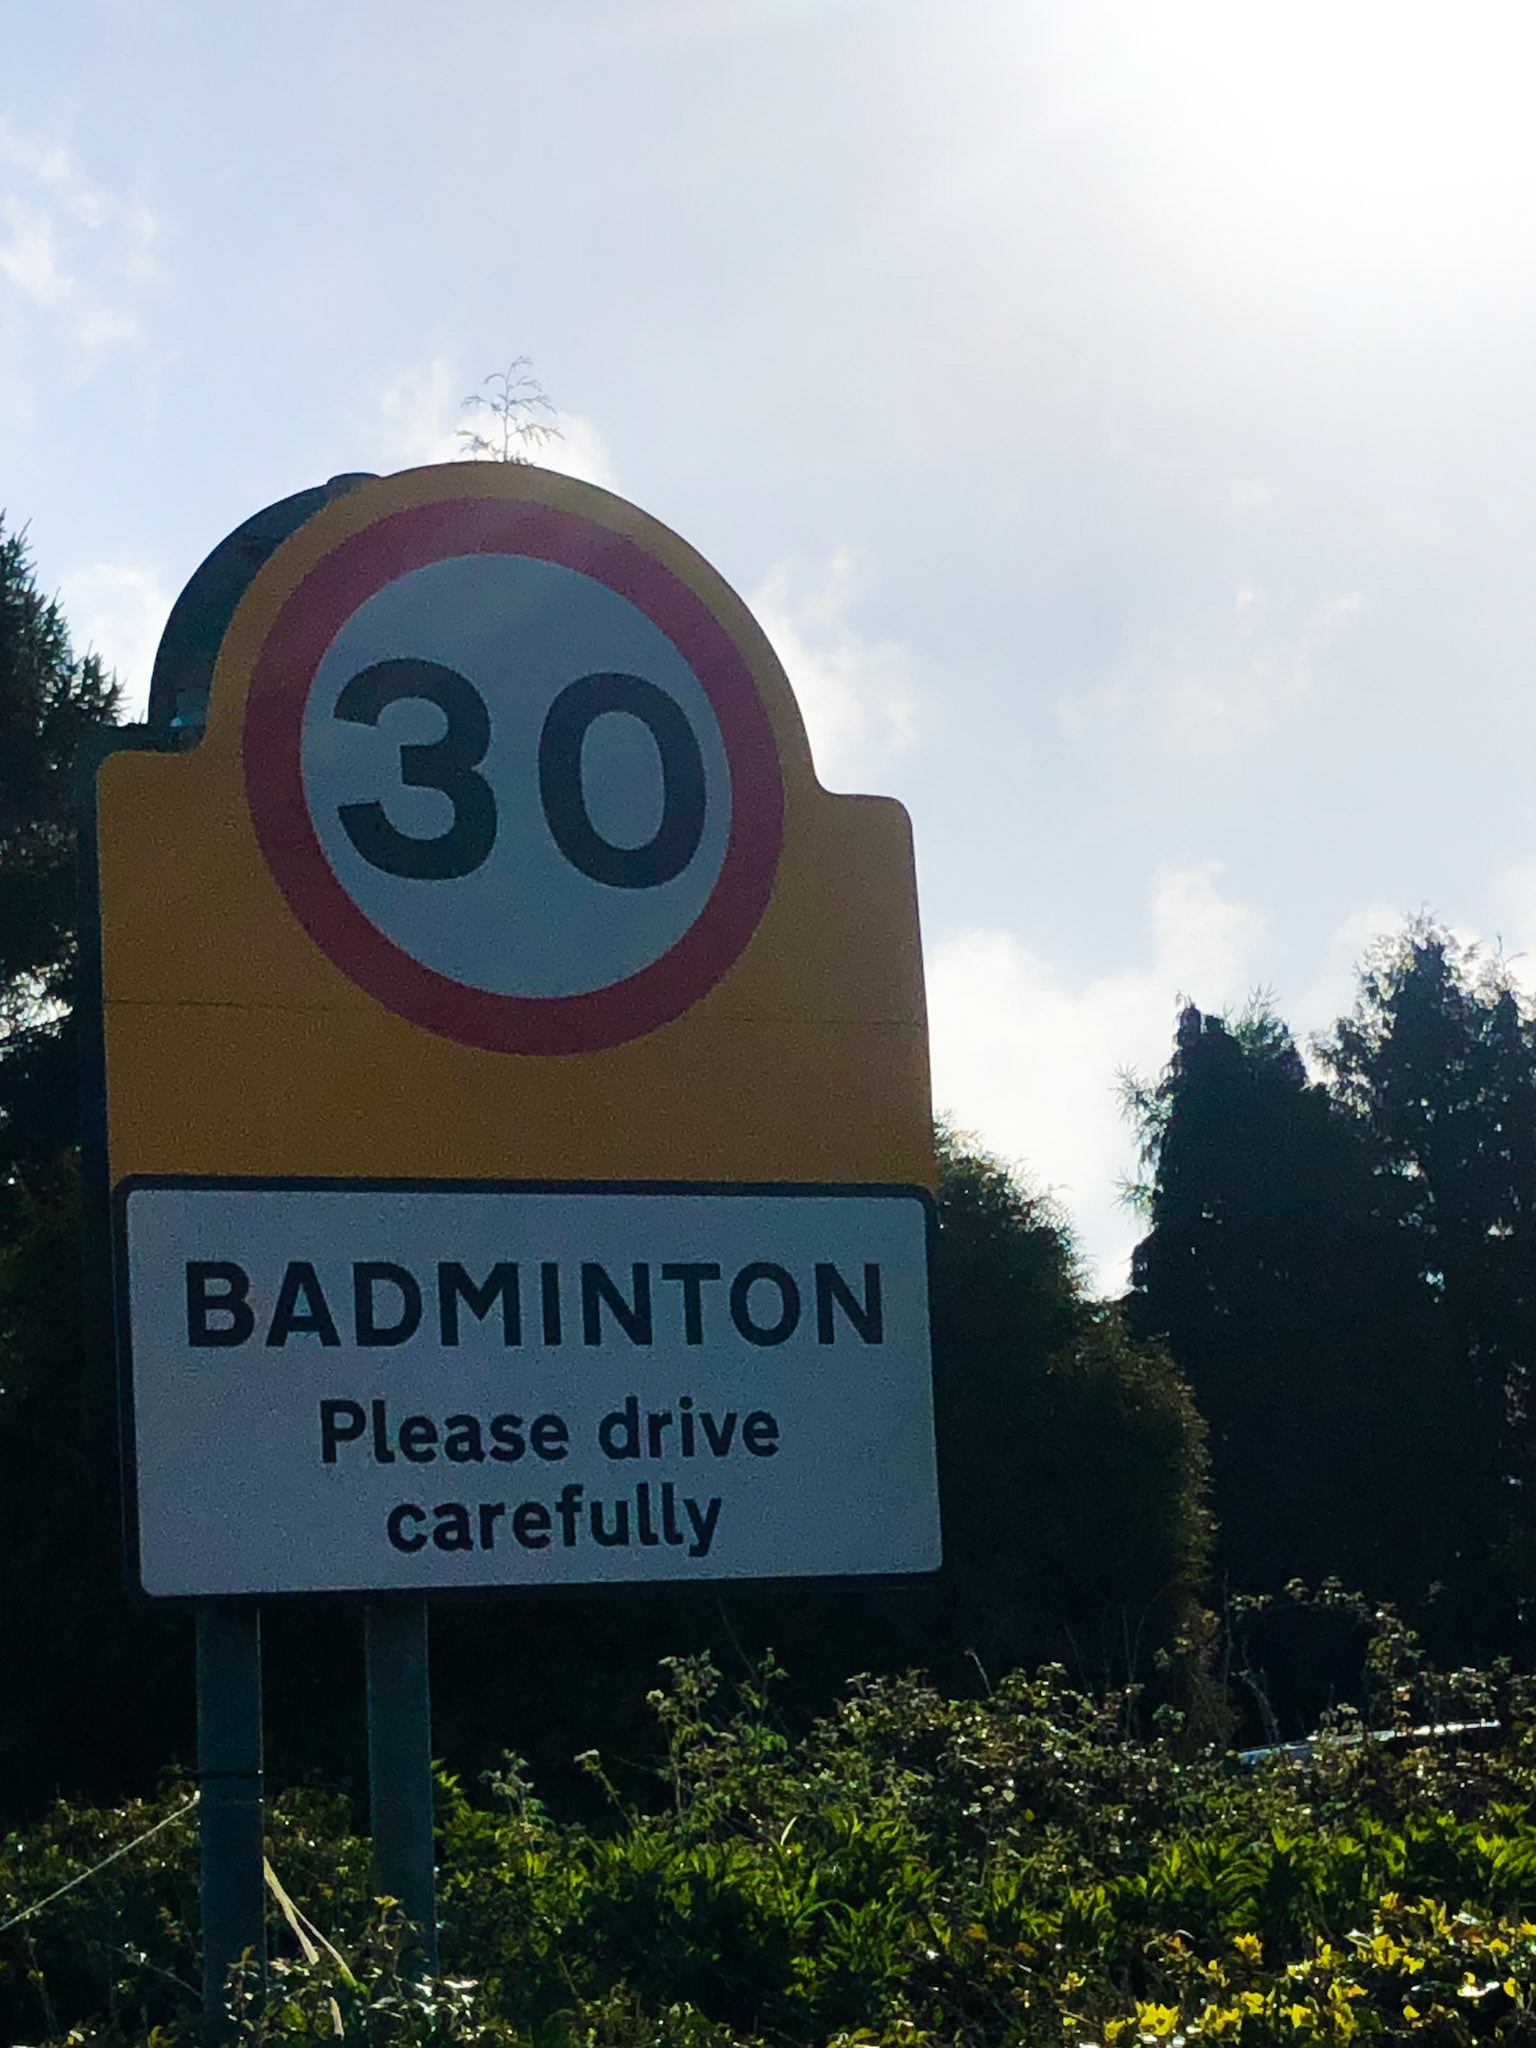 30
BADMINTON
Please drive
carefully